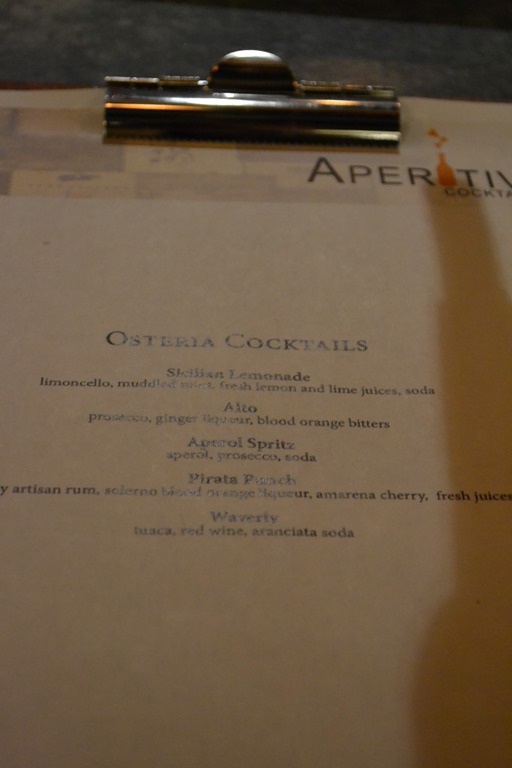 APERITIV
COCKTA
OSTERIA COCKTAILS
Sicilian Lemonade
limoncello, muddled mint, fresh lemon and lime juices, soda
Alto
prosecco, ginger liqueur, blood orange bitters
Aperol Spritz
aperol, prosecco, soda
Pirata Punch
y artisan rum, solerno blood orange liqueur, amarena cherry, fresh juices
Waverly
tuaca, red wine, aranciata soda